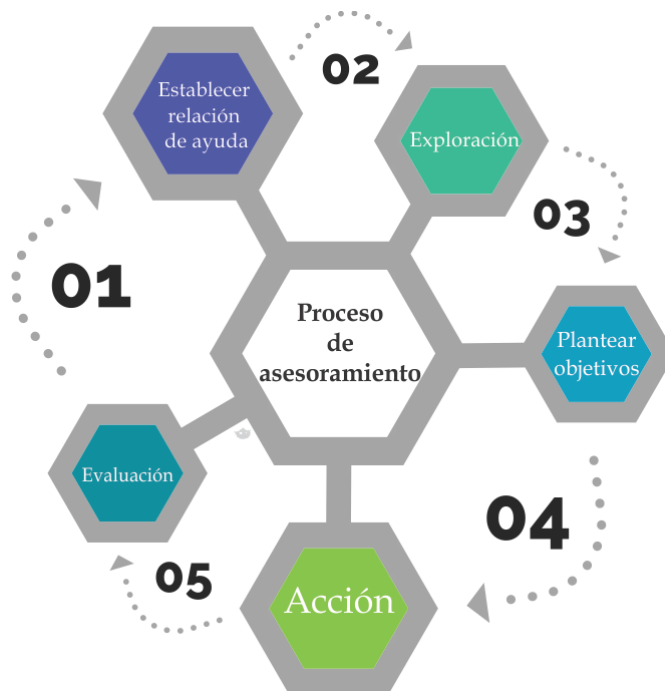 01
Establecer
relación
de ayuda
02
Exploración
03
Plantear
objetivos
04
Acción
05
Evaluación
Proceso
de
asesoramiento